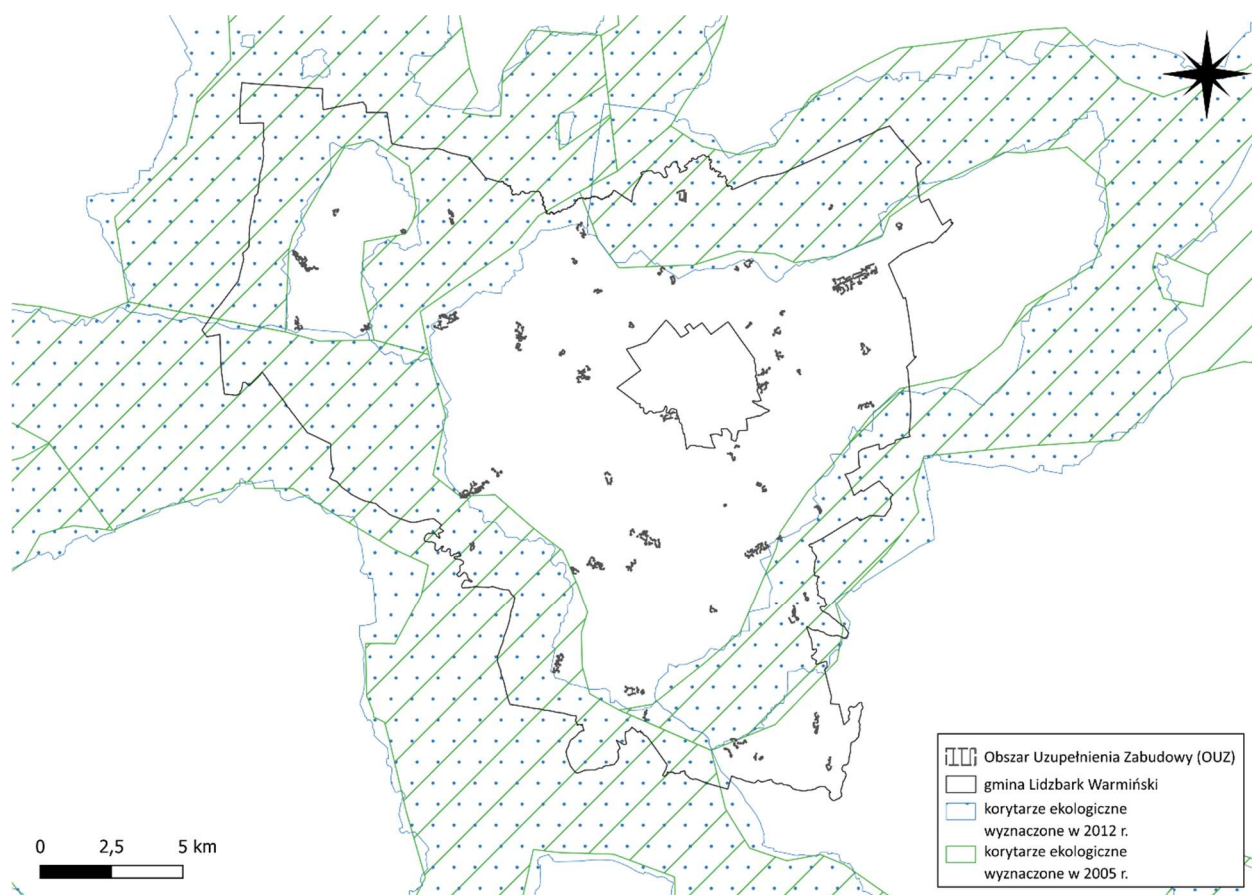 Obszar Uzupełnienia Zabudowy (OUZ)
gmina Lidzbark Warmiński
korytarze ekologiczne
wyznaczone w 2012 r.
korytarze ekologiczne
wyznaczone w 2005 r.
0 2,5 5 km